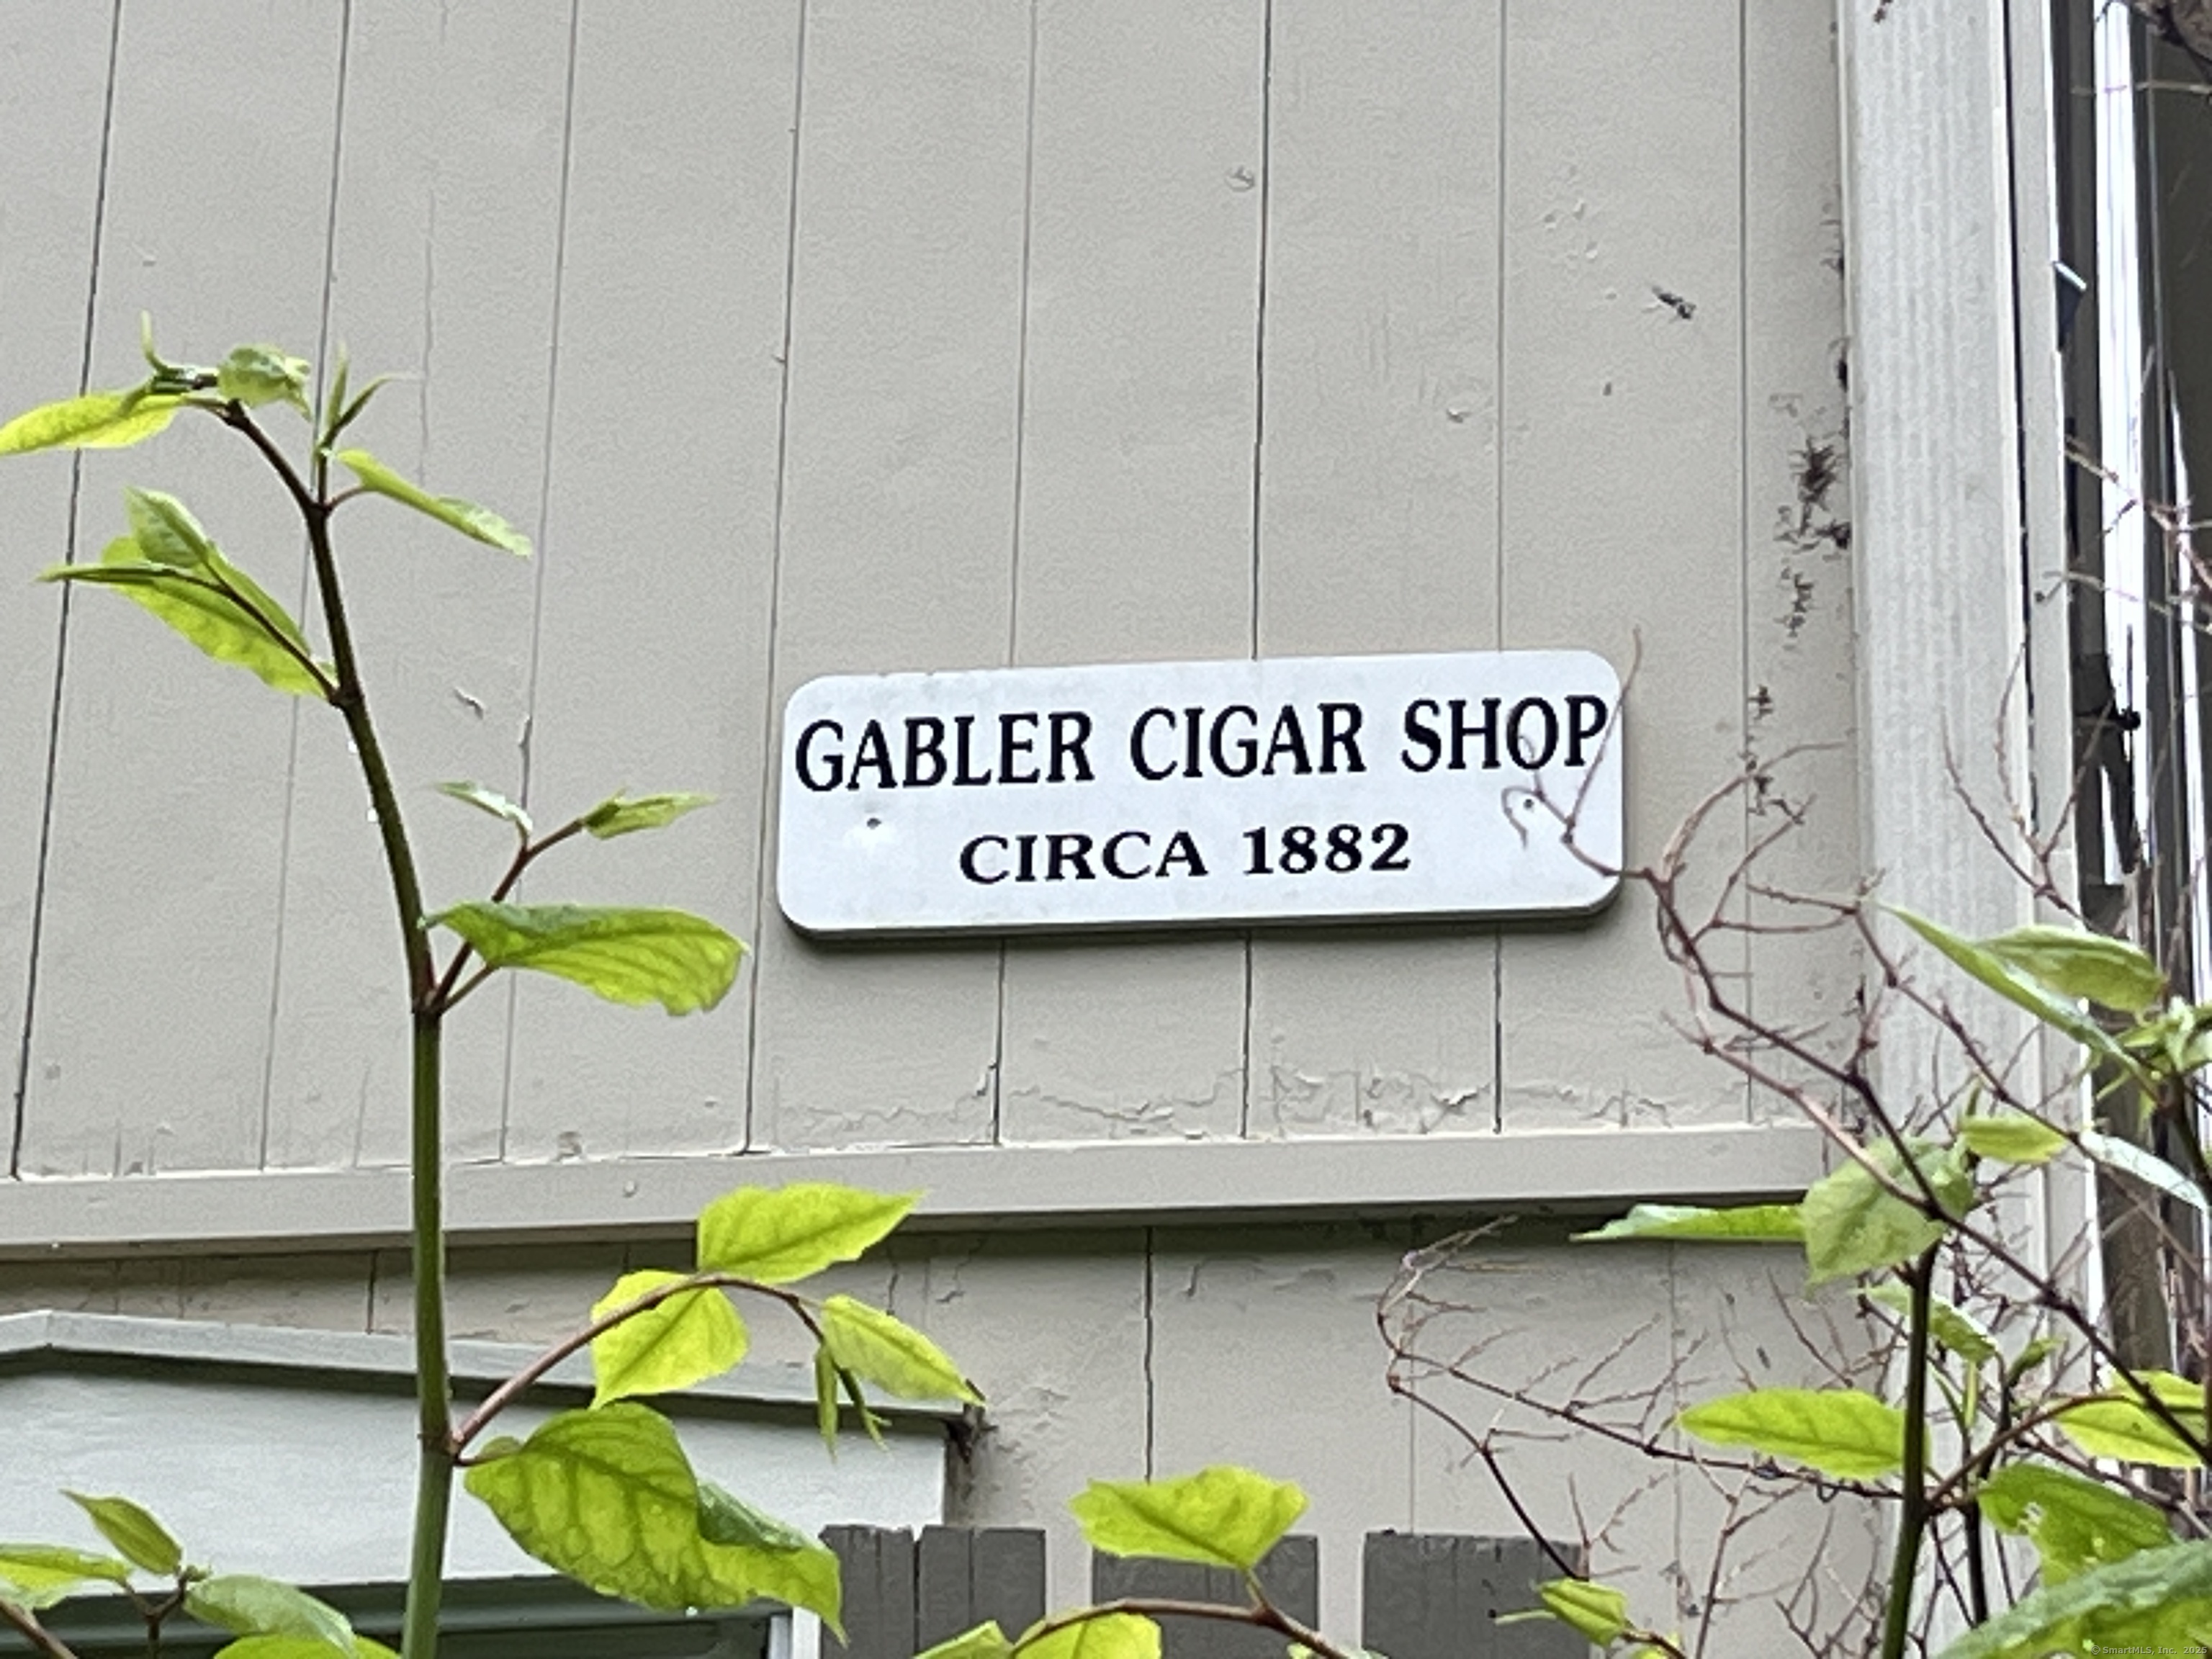 GABLER CIGAR SHOP
CIRCA 1882
© SmartMLS, Inc. 2025